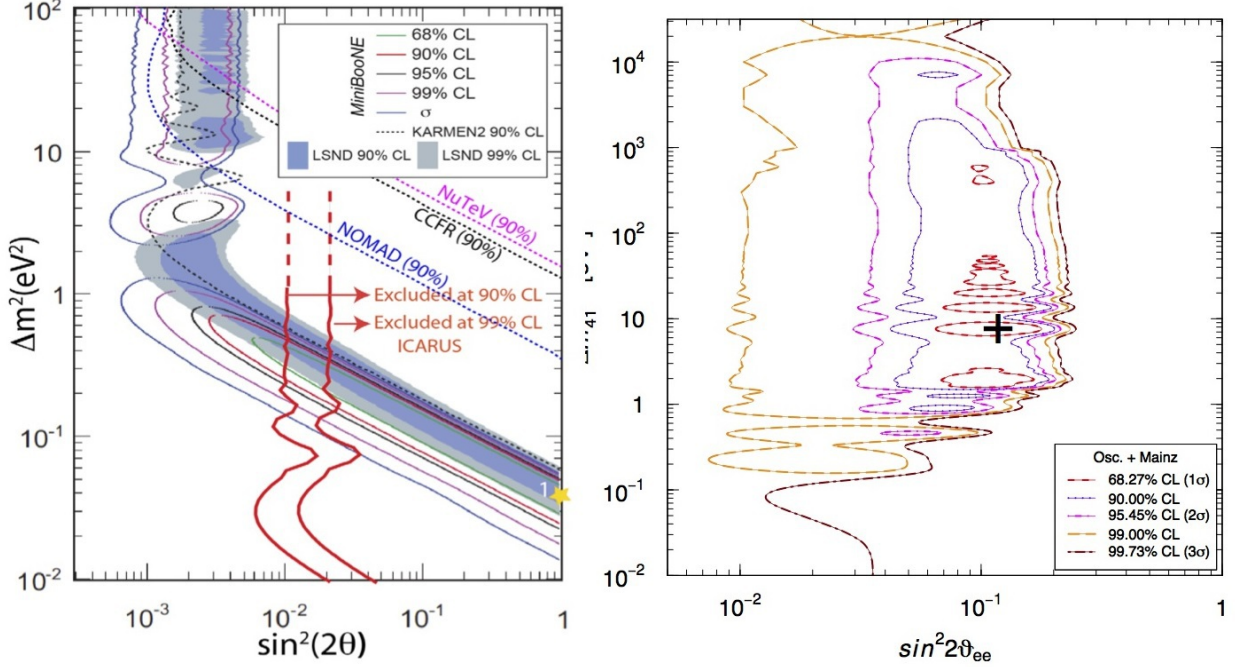 10²
10
1
10⁻¹
10⁻²
10⁻³
10⁻²
10⁻¹
1
Δm²(eV²)
sin²(2θ)
MiniBooNE
68% CL
90% CL
95% CL
99% CL
σ
KARMEN2 90% CL
LSND 90% CL
LSND 99% CL
NuTeV (90%)
CCFR (90%)
NOMAD (90%)
Excluded at 90% CL
Excluded at 99% CL
ICARUS
1
10⁴
10³
10²
10
1
10⁻¹
10⁻²
10⁻²
10⁻¹
1
sin²2ϑee
Osc. + Mainz
68.27% CL (1σ)
90.00% CL
95.45% CL (2σ)
99.00% CL
99.73% CL (3σ)